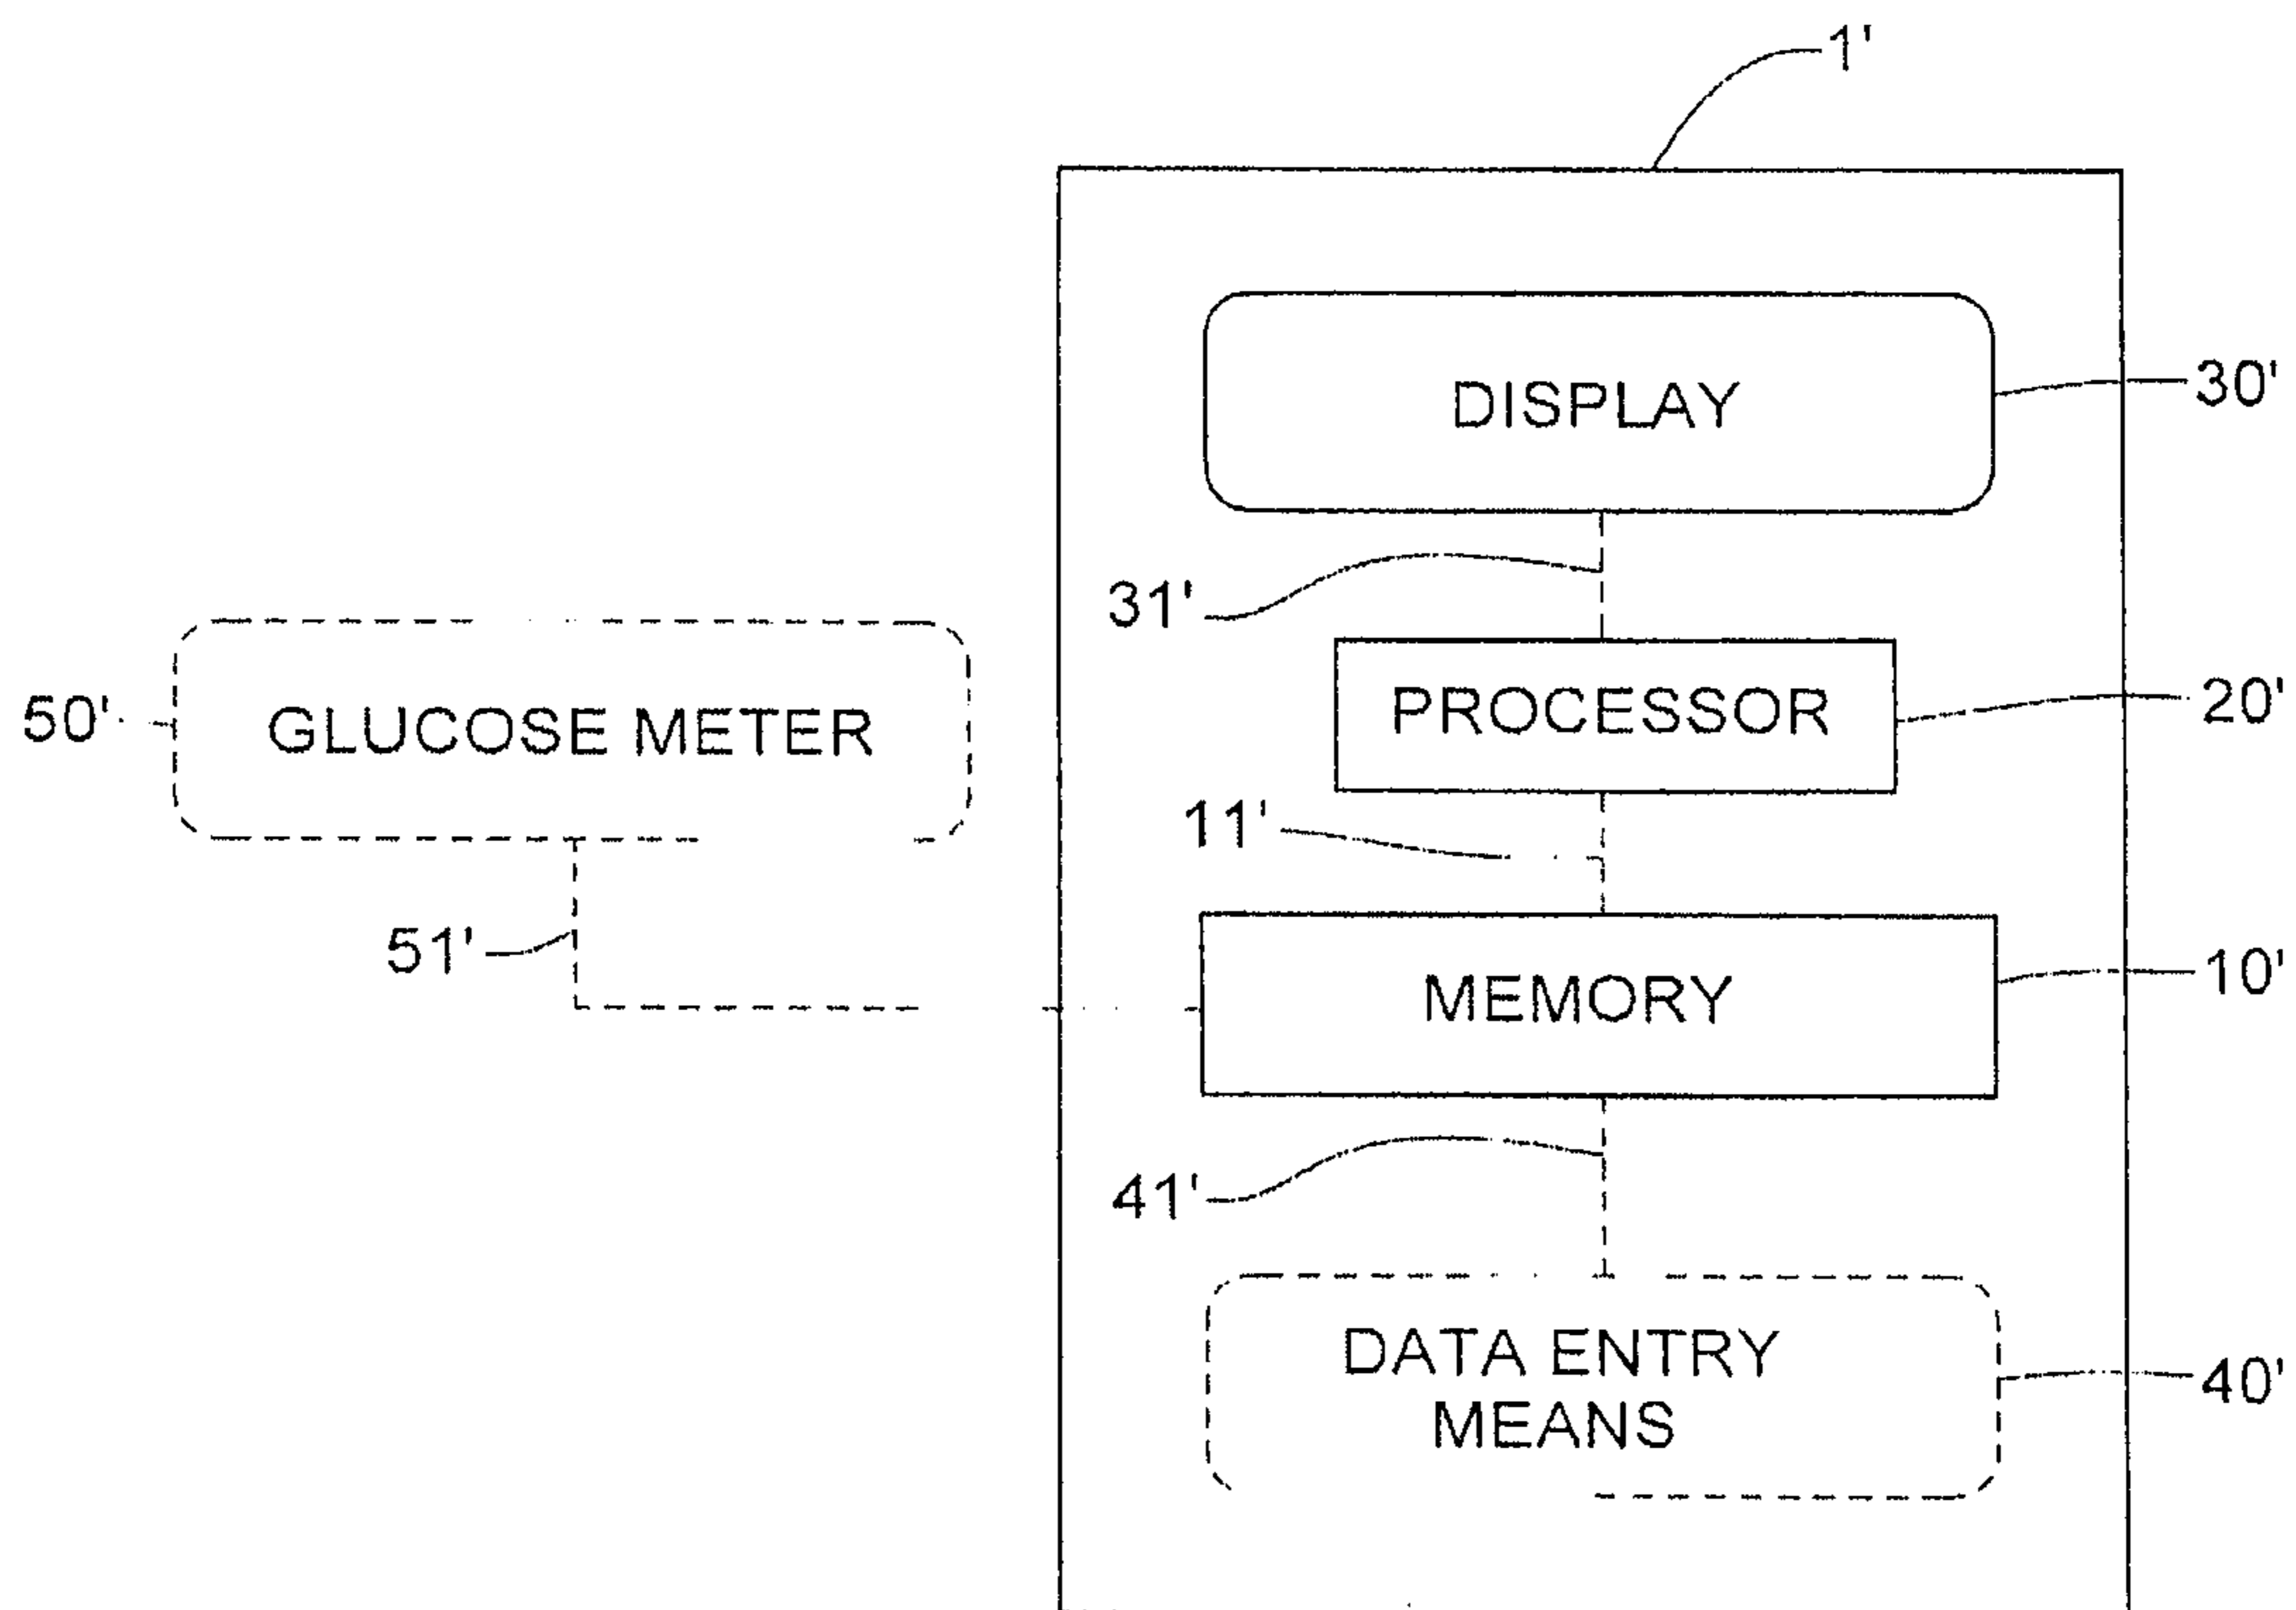 1'
DISPLAY
30'
31'
PROCESSOR
20'
50'
GLUCOSE METER
11'
51'
MEMORY
10'
41'
DATA ENTRY
MEANS
40'